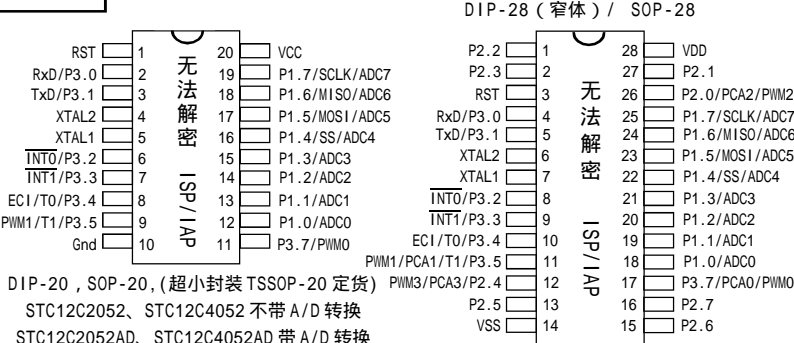 DIP-28（窄体）/ SOP-28
RST 1 20 VCC
RxD/P3.0 2 19 P1.7/SCLK/ADC7
TxD/P3.1 3 18 P1.6/MISO/ADC6
XTAL2 4 17 P1.5/MOSI/ADC5
XTAL1 5 16 P1.4/SS/ADC4
INT0/P3.2 6 15 P1.3/ADC3
INT1/P3.3 7 14 P1.2/ADC2
ECI/T0/P3.4 8 13 P1.1/ADC1
PWM1/T1/P3.5 9 12 P1.0/ADC0
Gnd 10 11 P3.7/PWM0
无法解密 ISP/IAP
DIP-20，SOP-20,(超小封装 TSSOP-20 定货)
STC12C2052、STC12C4052 不带 A/D 转换
STC12C2052AD、STC12C4052AD 带 A/D 转换
P2.2 1 28 VDD
P2.3 2 27 P2.1
RST 3 26 P2.0/PCA2/PWM2
RxD/P3.0 4 25 P1.7/SCLK/ADC7
TxD/P3.1 5 24 P1.6/MISO/ADC6
XTAL2 6 23 P1.5/MOSI/ADC5
XTAL1 7 22 P1.4/SS/ADC4
INT0/P3.2 8 21 P1.3/ADC3
INT1/P3.3 9 20 P1.2/ADC2
ECI/T0/P3.4 10 19 P1.1/ADC1
PWM1/PCA1/T1/P3.5 11 18 P1.0/ADC0
PWM3/PCA3/P2.4 12 17 P3.7/PCA0/PWM0
P2.5 13 16 P2.7
VSS 14 15 P2.6
无法解密 ISP/IAP